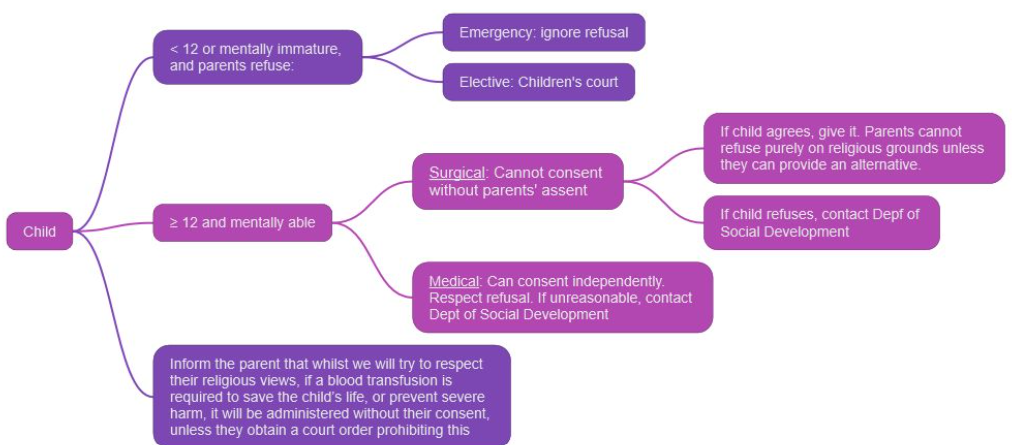 Child
< 12 or mentally immature,
and parents refuse:
Emergency: ignore refusal
Elective: Children's court
≥ 12 and mentally able
Surgical: Cannot consent
without parents' assent
If child agrees, give it. Parents cannot
refuse purely on religious grounds unless
they can provide an alternative.
If child refuses, contact Depf of
Social Development
Medical: Can consent independently.
Respect refusal. If unreasonable, contact
Dept of Social Development
Inform the parent that whilst we will try to respect
their religious views, if a blood transfusion is
required to save the child's life, or prevent severe
harm, it will be administered without their consent,
unless they obtain a court order prohibiting this